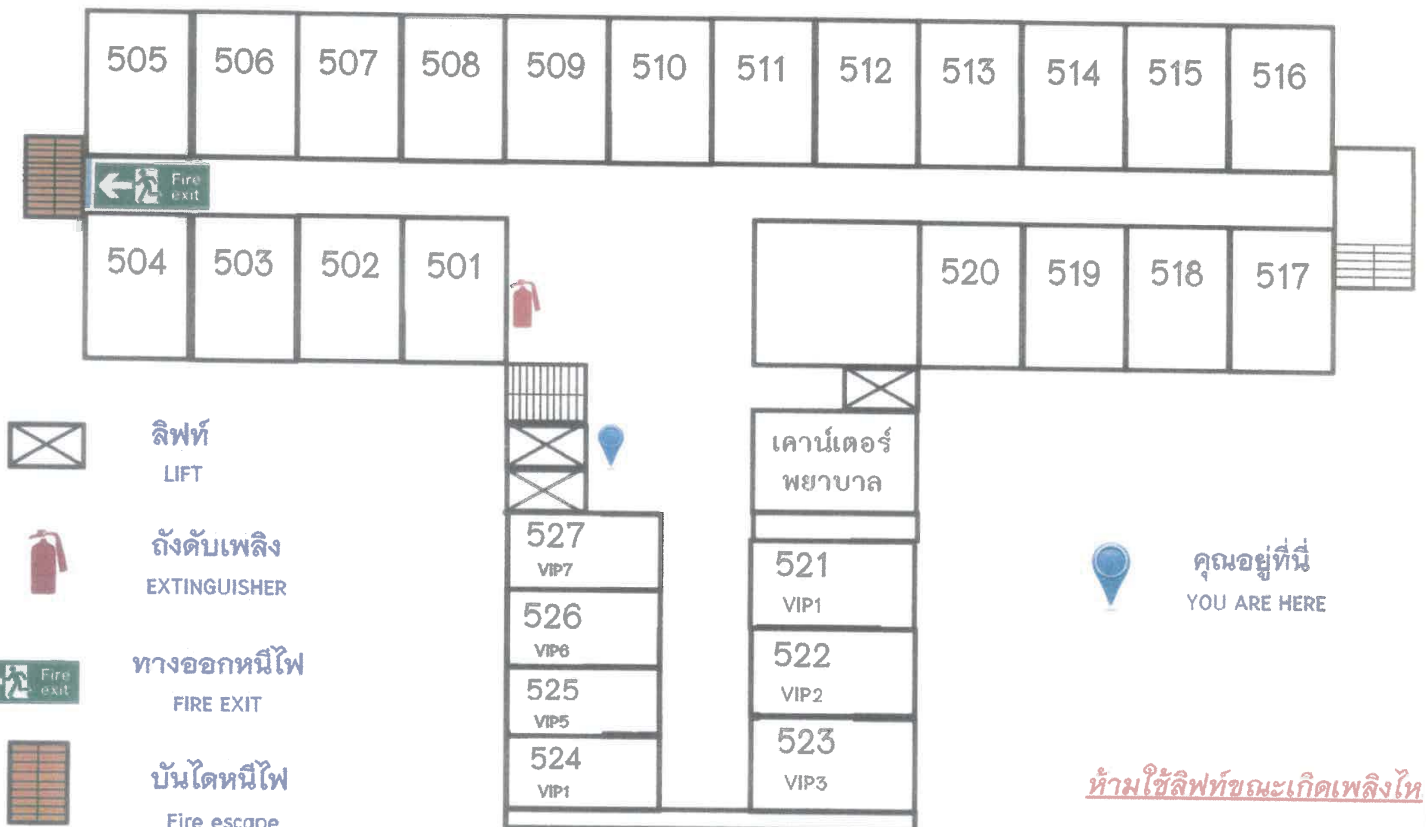 505 506 507 508 509 510 511 512 513 514 515 516
Fire
exit
504 503 502 501 520 519 518 517
ลิฟท์
LIFT
เคาน์เตอร์
พยาบาล
ถังดับเพลิง
EXTINGUISHER
527
VIP7
521
VIP1
คุณอยู่ที่นี่
YOU ARE HERE
526
VIP6
ทางออกหนีไฟ
FIRE EXIT
Fire
exit
522
VIP2
525
VIP5
524
VIP1
523
VIP3
บันไดหนีไฟ
Fire escape
ห้ามใช้ลิฟท์ขณะเกิดเพลิงไห